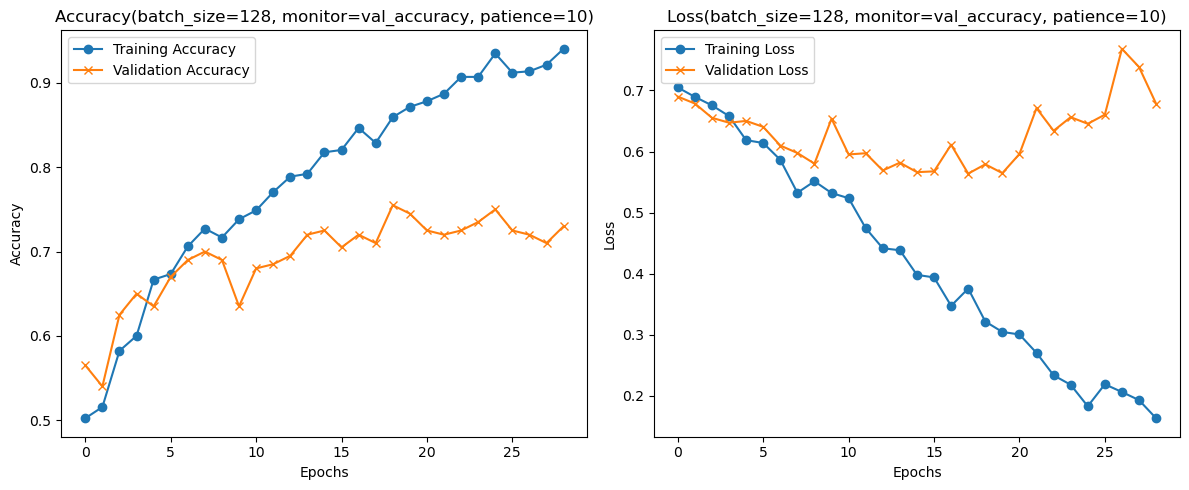 Accuracy(batch_size=128, monitor=val_accuracy, patience=10)
Training Accuracy
Validation Accuracy
0.9
0.8
0.7
0.6
0.5
Accuracy
0 5 10 15 20 25
Epochs
Loss(batch_size=128, monitor=val_accuracy, patience=10)
Training Loss
Validation Loss
0.7
0.6
0.5
0.4
0.3
0.2
Loss
0 5 10 15 20 25
Epochs